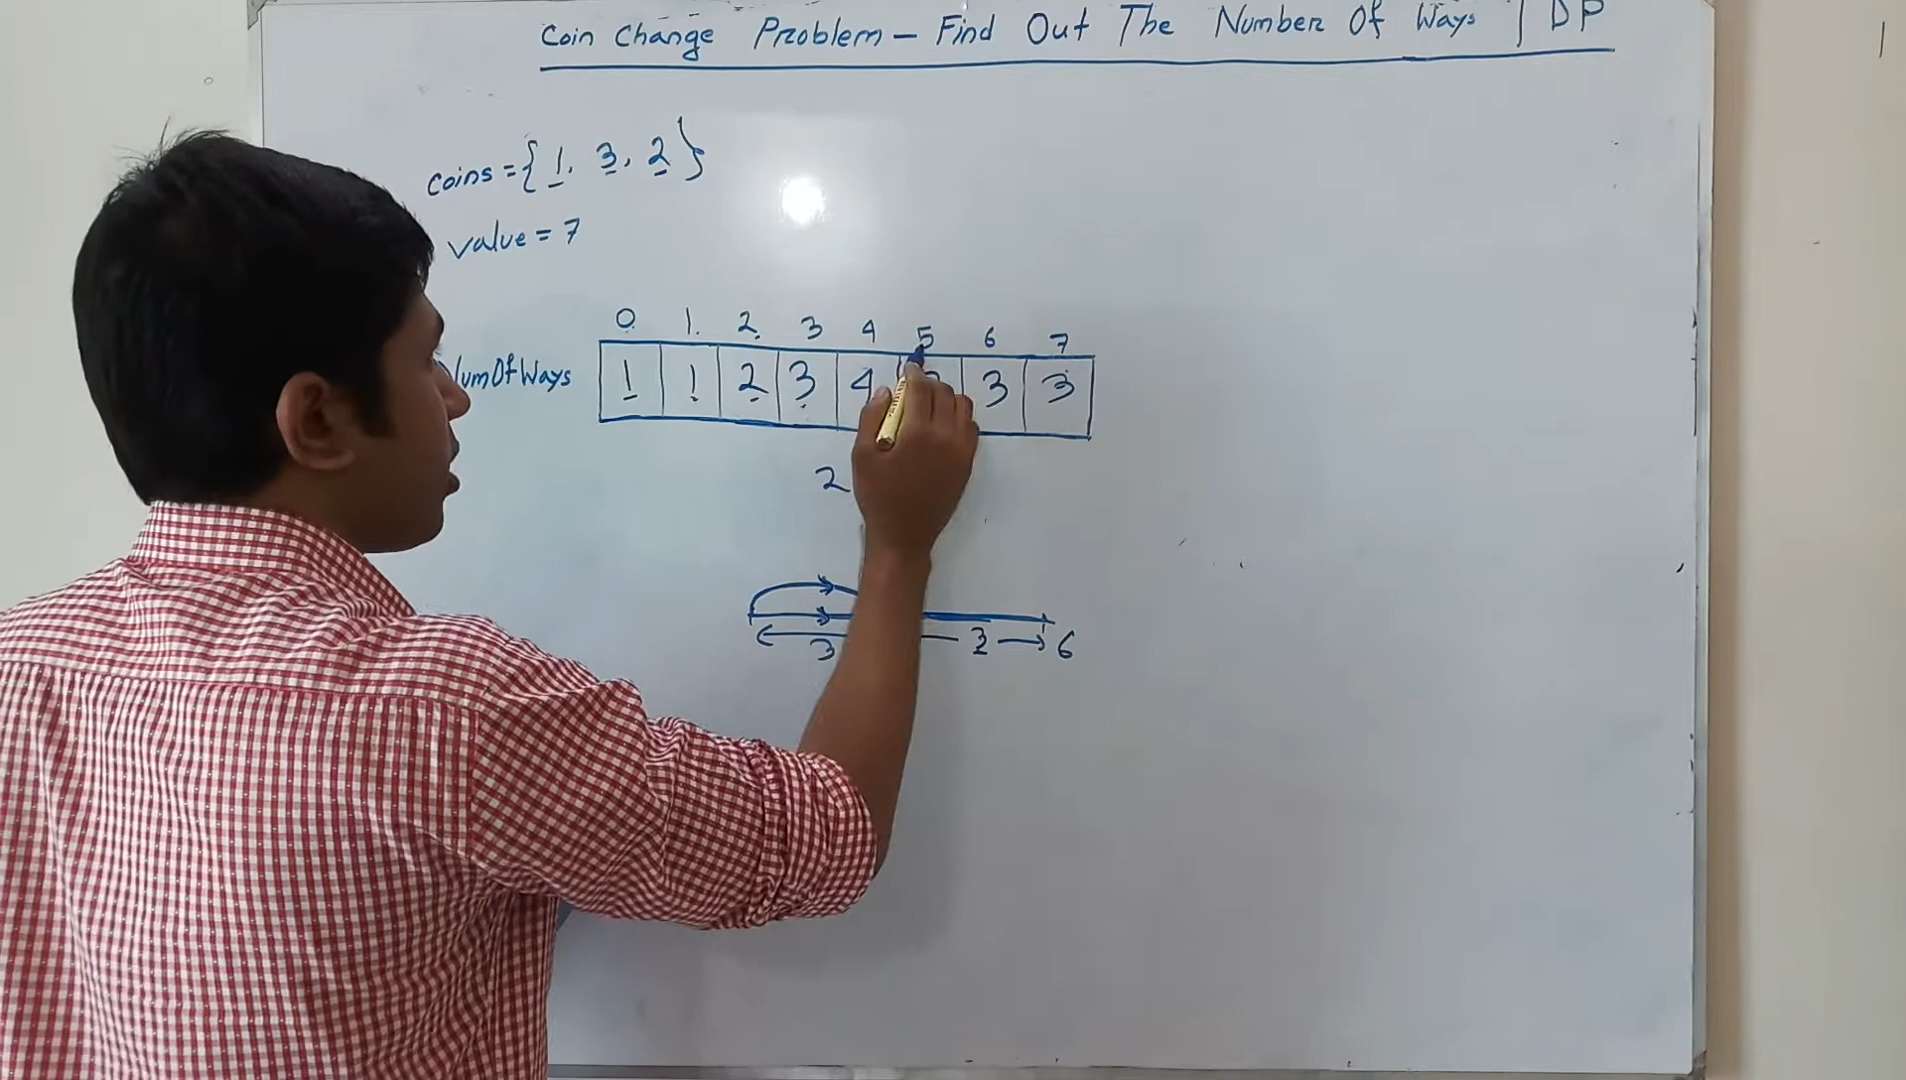 Coin Change Problem - Find Out The Number Of Ways | DP
coins = { 1, 3, 2 }
value = 7
0 1 2 3 4 5 6 7
NumOfWays 1 1 2 3 4 3 3
2
3 3 6